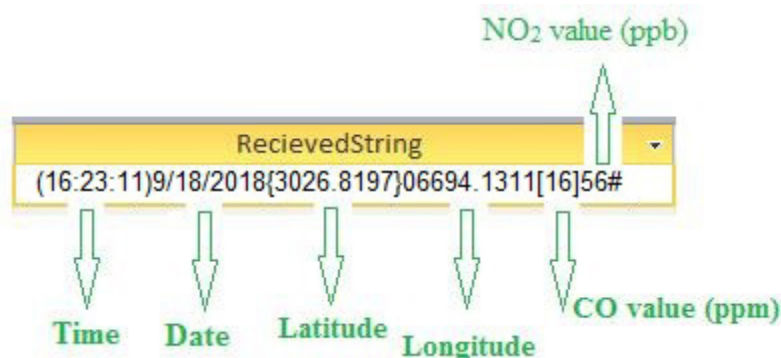 NO₂ value (ppb)
RecievedString
(16:23:11)9/18/2018{3026.8197}06694.1311[16]56#
Time Date Latitude Longitude CO value (ppm)